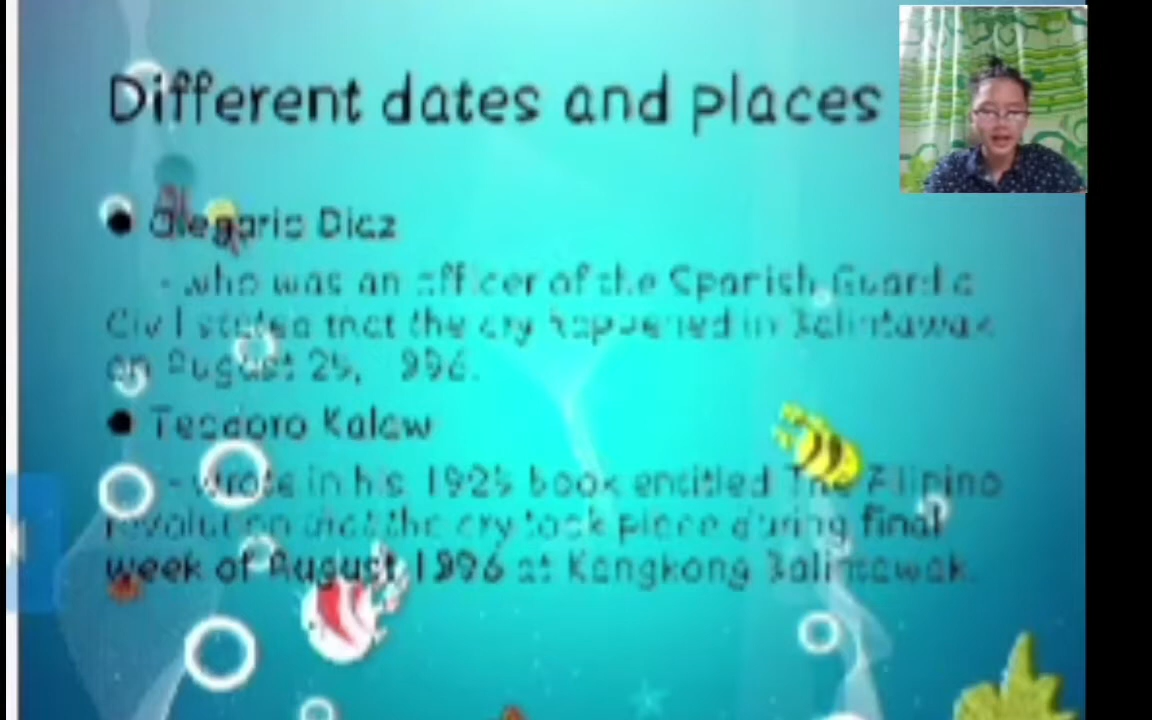 Different dates and places
Olegario Diaz
- who was an officer of the Spanish Guardia
Civil stated that the cry happened in Balintawak
on August 25,
Teodoro Kalaw
- wrote in his 1925 book entitled The Filipino
revolution that the cry took place during final
week of August 1896 at Kangkong Balintawak.